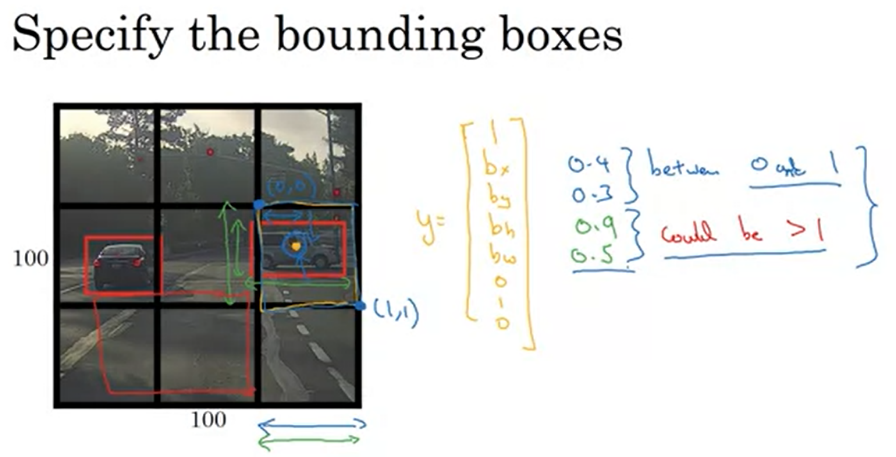 Specify the bounding boxes
(0,0)
100
(1,1)
100
y=
1
bx
by
bh
bw
0
1
0
0.4
0.3
between 0 and 1
0.9
0.5
could be >1